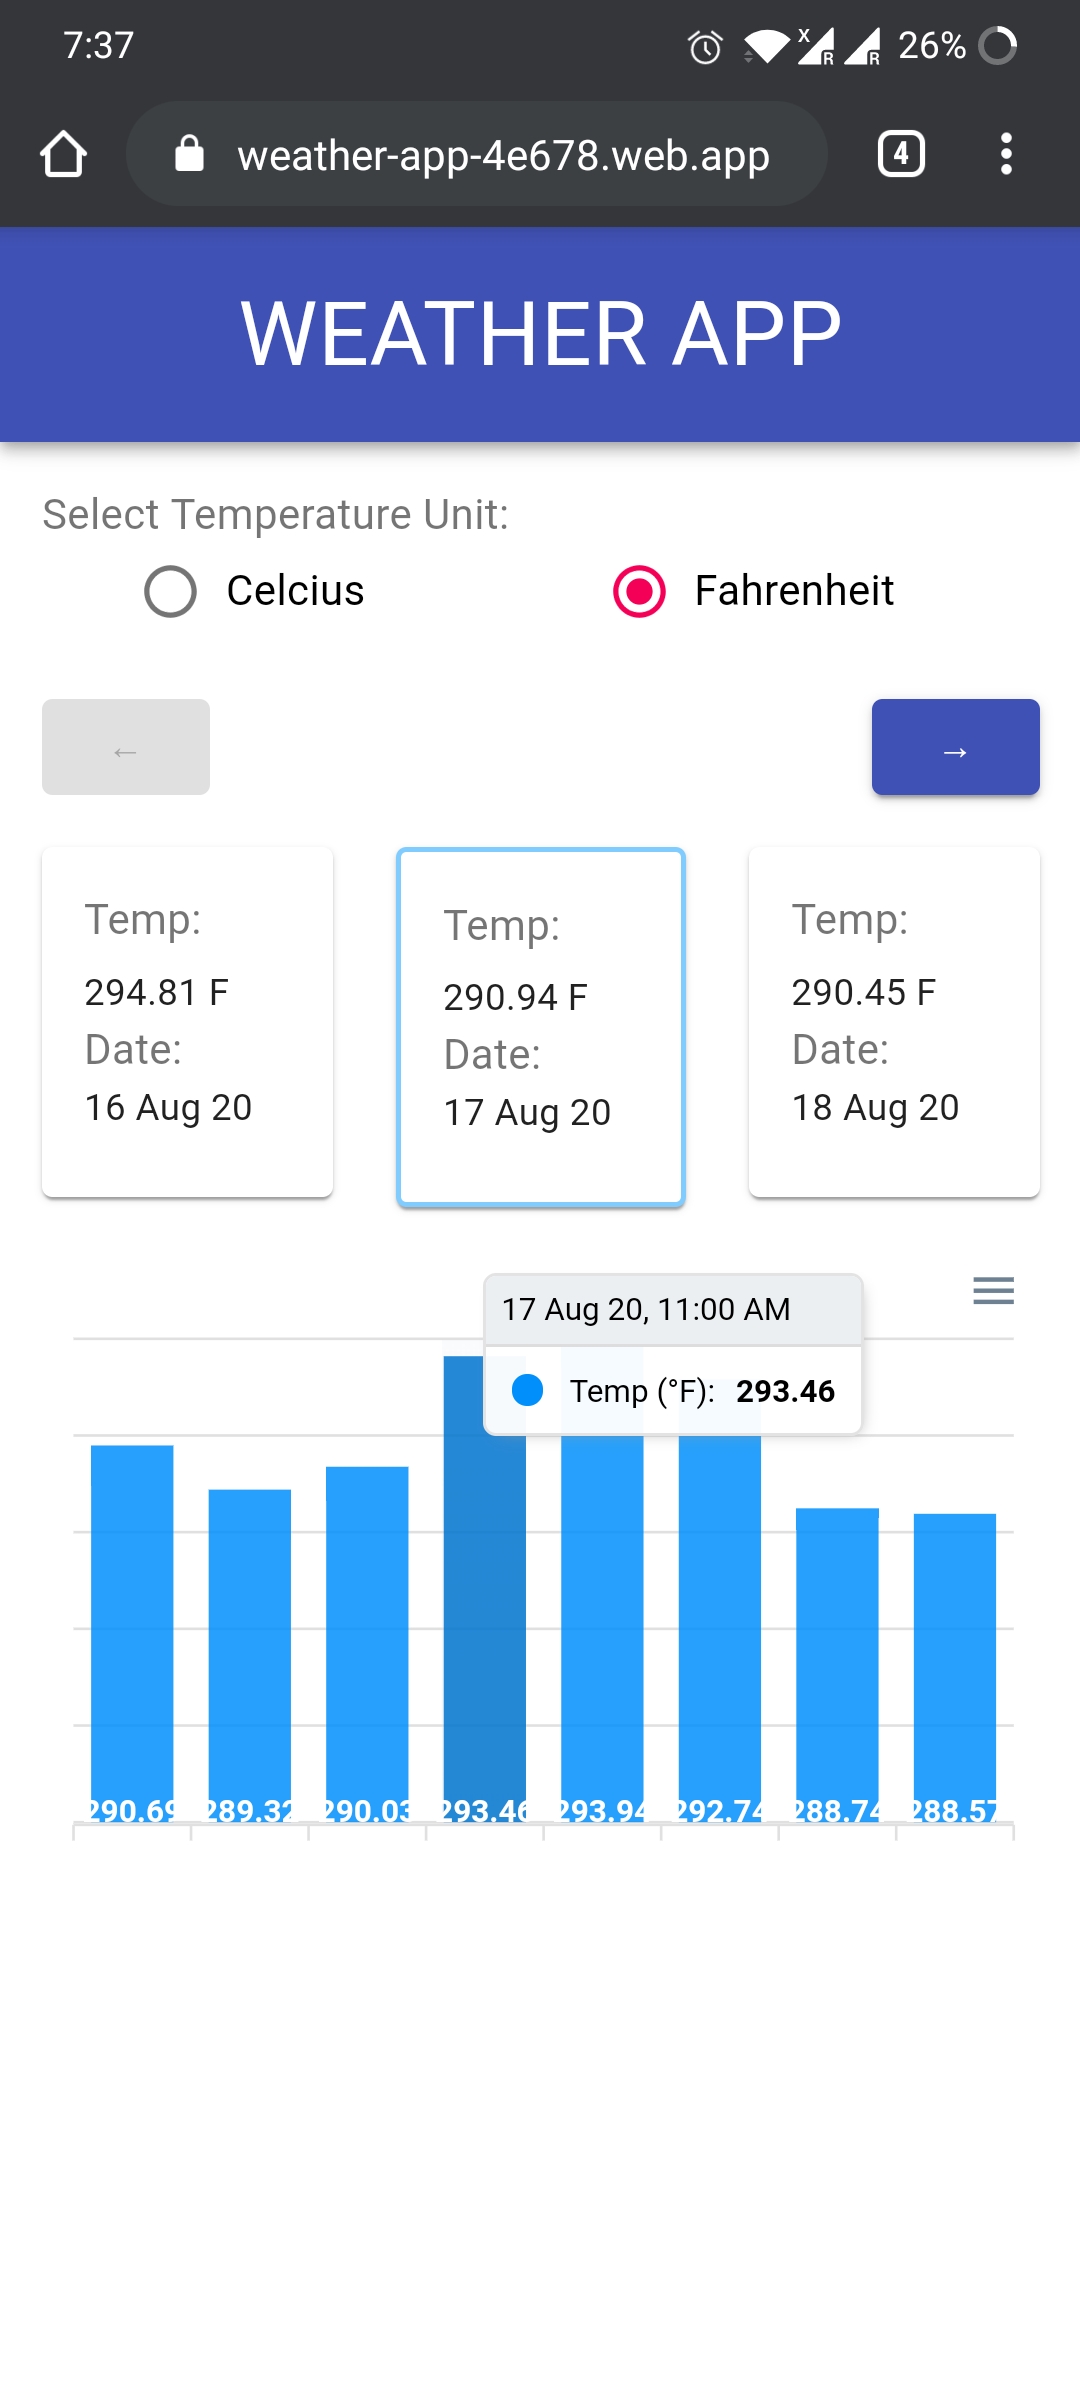 7:37
X R R 26%
weather-app-4e678.web.app 4
WEATHER APP
Select Temperature Unit:
Celcius Fahrenheit
← →
Temp: Temp: Temp:
294.81 F 290.94 F 290.45 F
Date: Date: Date:
16 Aug 20 17 Aug 20 18 Aug 20
17 Aug 20, 11:00 AM
Temp (°F): 293.46
290.69 289.32 290.03 293.46 293.94 292.74 288.74 288.57